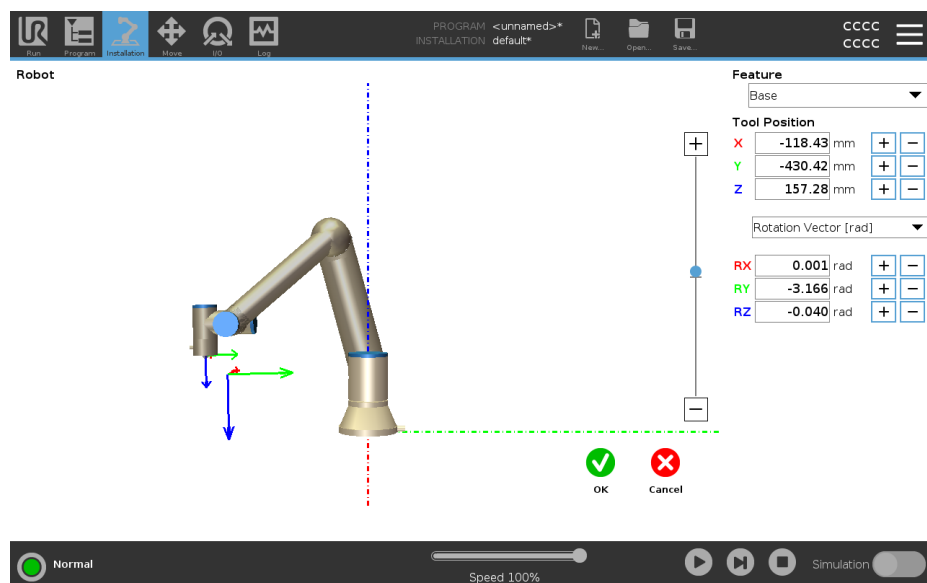 PROGRAM <unnamed>*
INSTALLATION default*
UR
Run
Program
Installation
Move
I/O
Log
New...
Open...
Save...
CCCC
CCCC
Robot
Feature
Base
Tool Position
X -118.43 mm + −
Y -430.42 mm + −
Z 157.28 mm + −
Rotation Vector [rad]
RX 0.001 rad + −
RY -3.166 rad + −
RZ -0.040 rad + −
+
−
OK
Cancel
Normal
Speed 100%
Simulation